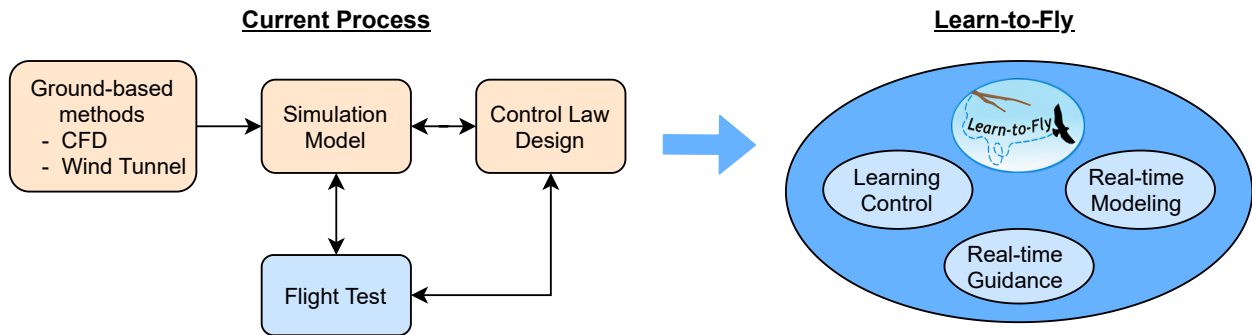 Current Process
Ground-based
methods
- CFD
- Wind Tunnel
Simulation
Model
Control Law
Design
Flight Test
Learn-to-Fly
Learn-to-Fly
Learning
Control
Real-time
Modeling
Real-time
Guidance